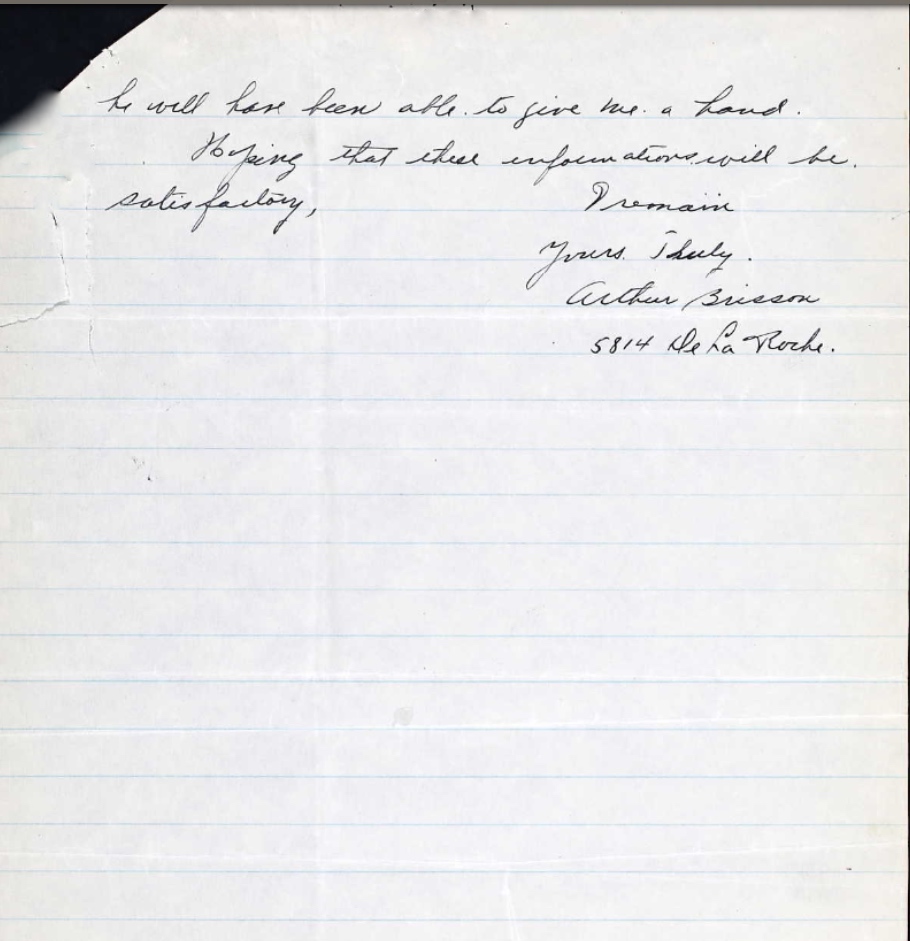 he will have been able to give me a hand.
Hoping that these informations will be
satisfactory,
I remain
Yours Truly.
Arthur Brisson
5814 De La Roche.